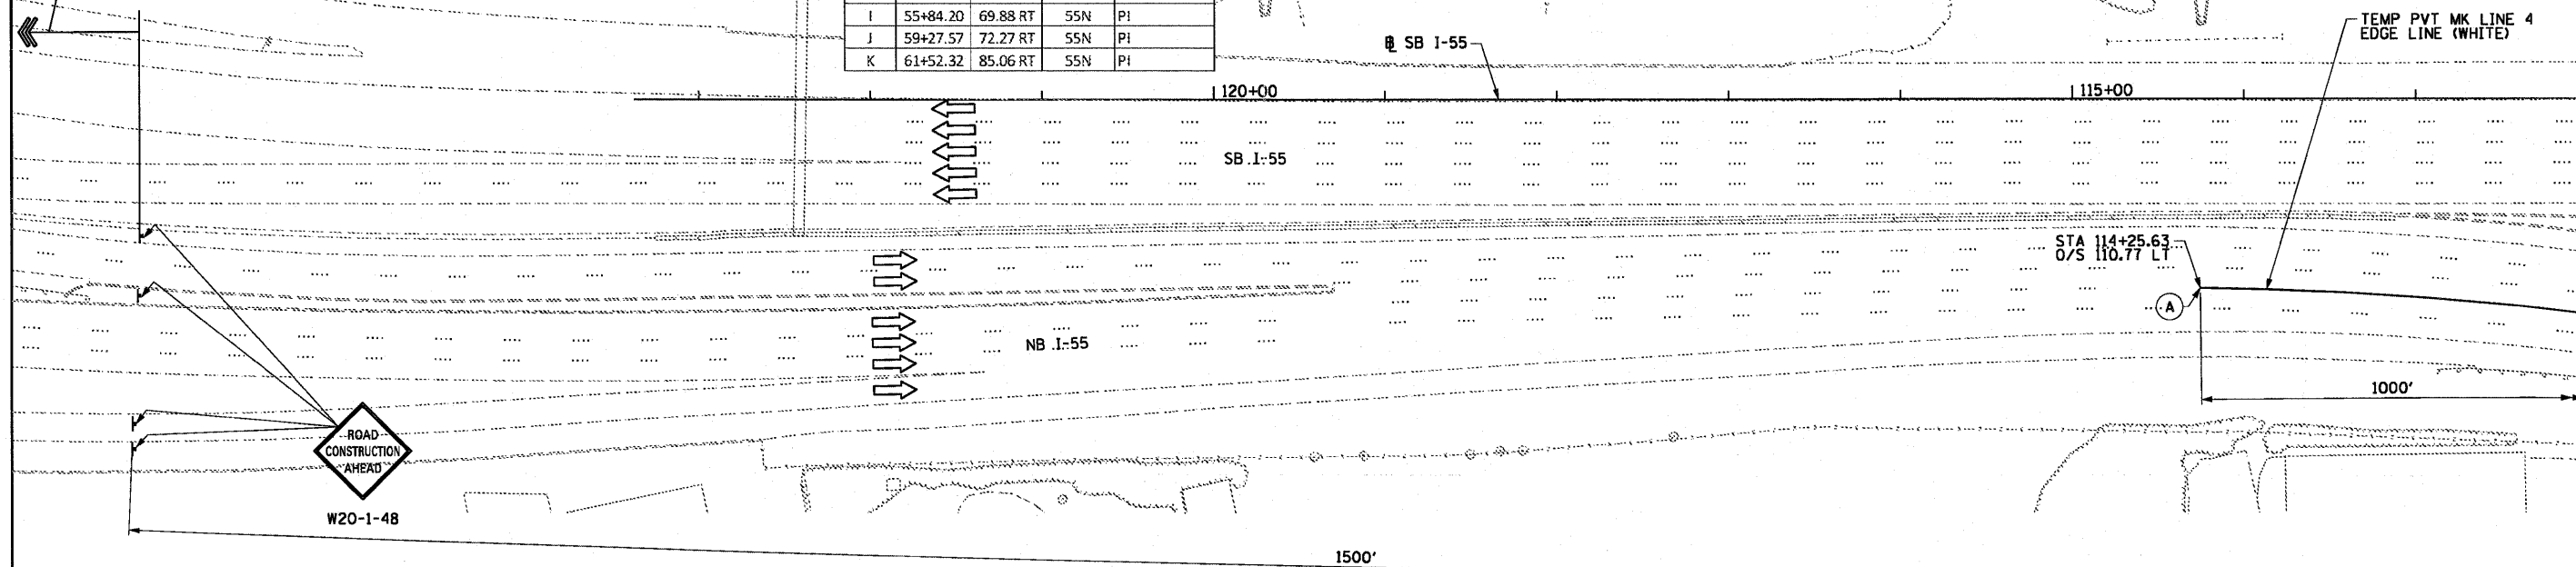 I 55+84.20 69.88 RT 55N PI
J 59+27.57 72.27 RT 55N PI
K 61+52.32 85.06 RT 55N PI
℄ SB I-55
TEMP PVT MK LINE 4
EDGE LINE (WHITE)
120+00
115+00
SB I-55
STA 114+25.63
O/S 110.77 LT
A
NB I-55
1000'
ROAD
CONSTRUCTION
AHEAD
W20-1-48
1500'